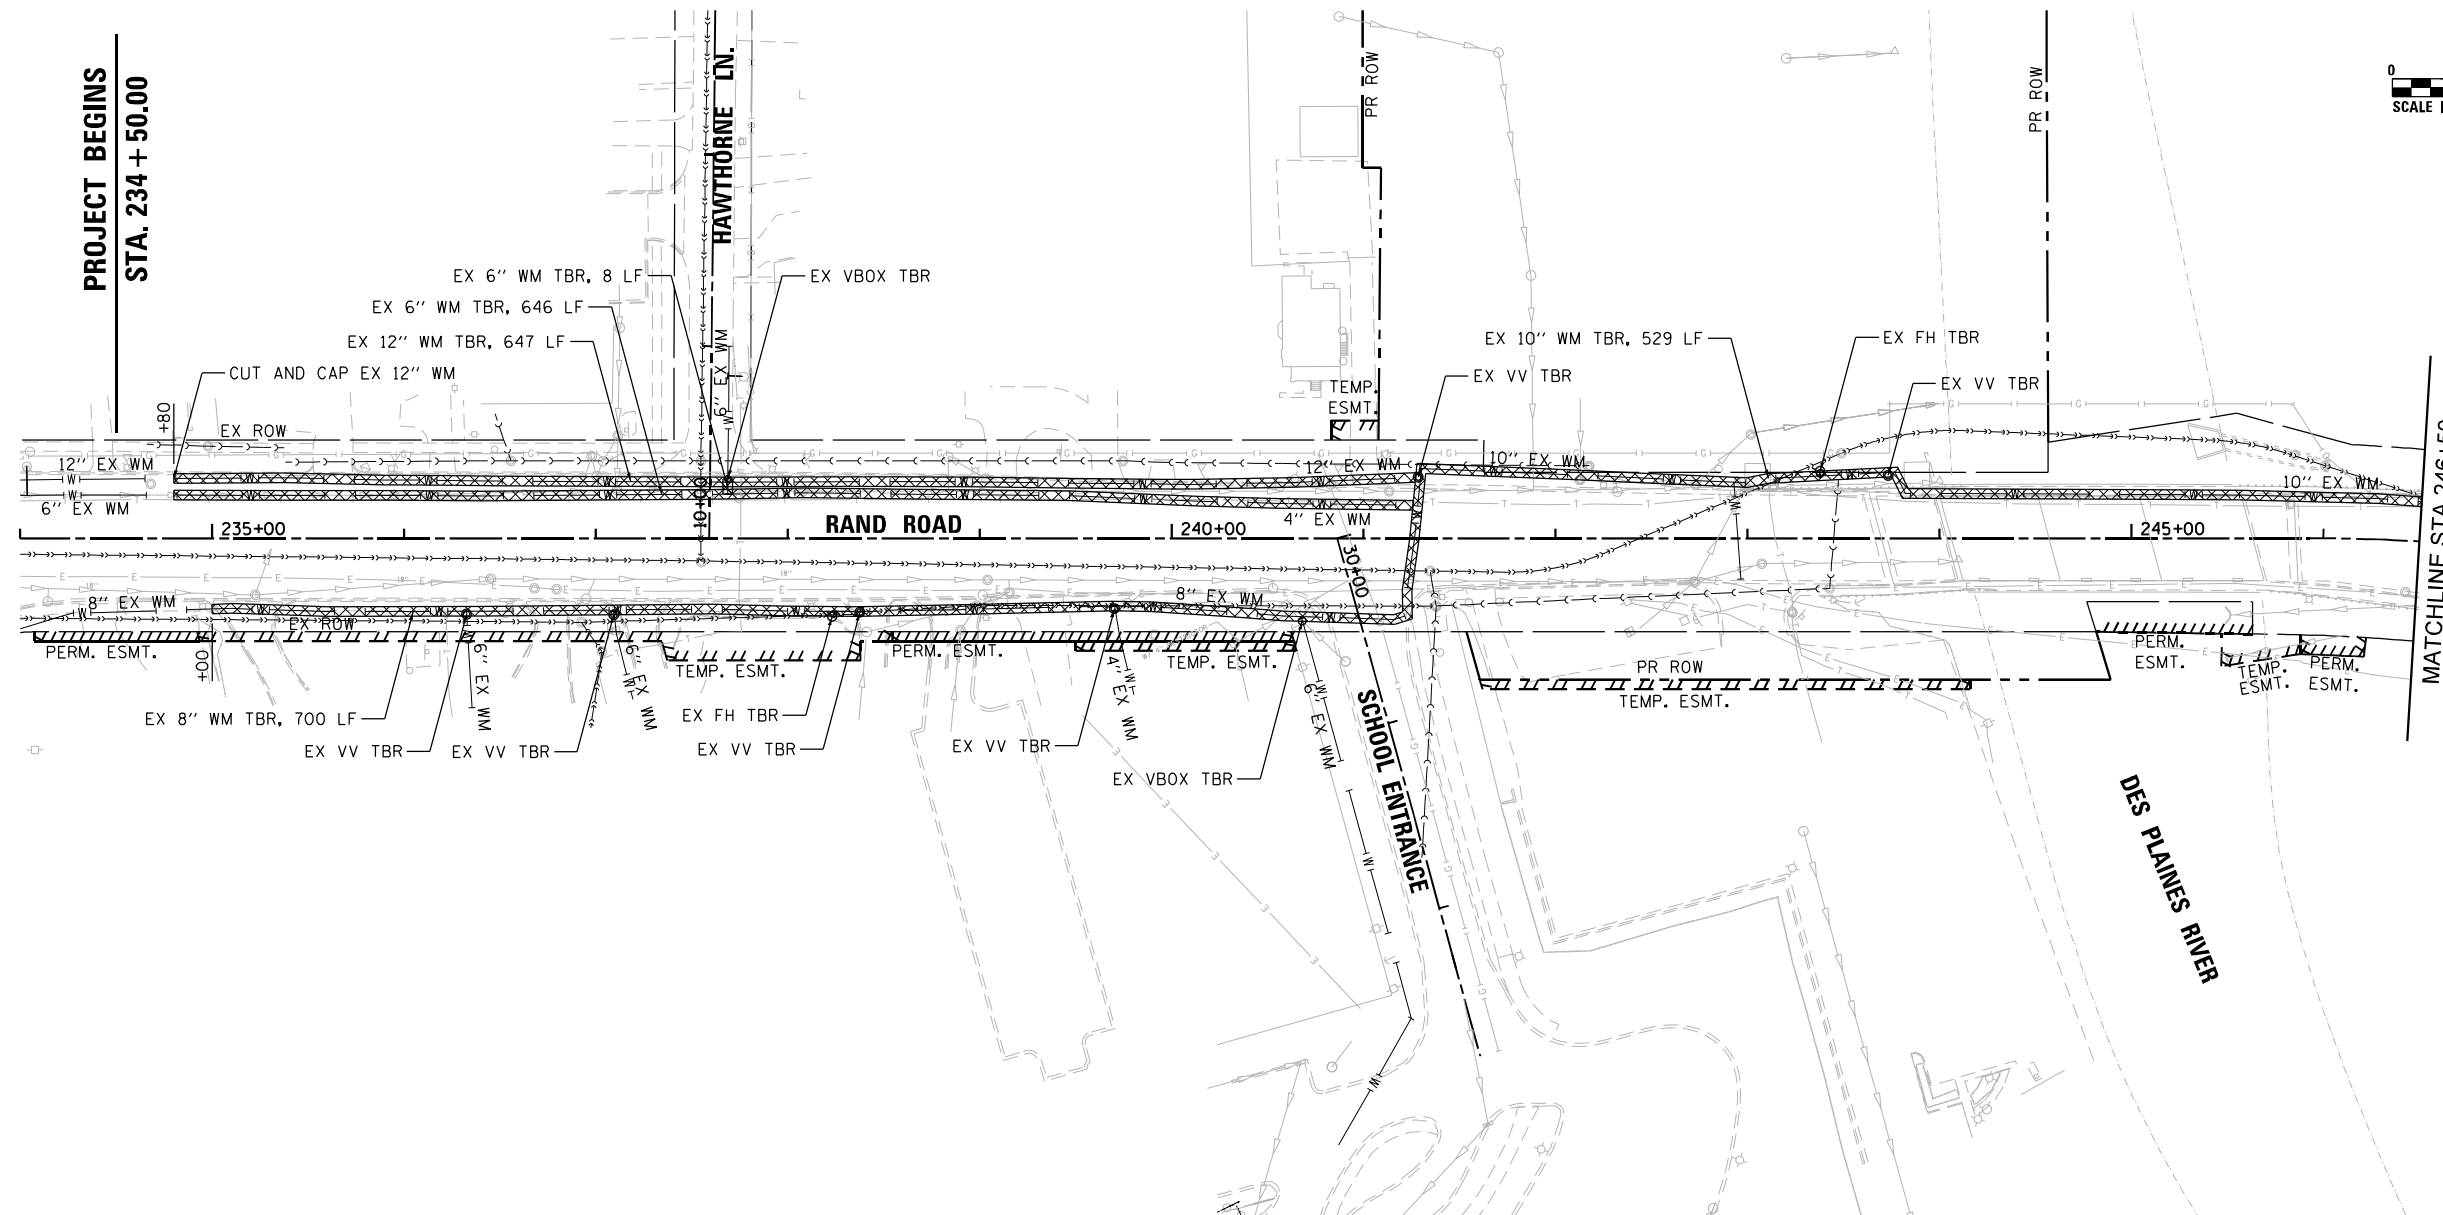 PROJECT BEGINS
STA. 234 + 50.00
HAWTHORNE LN.
PR ROW
PR ROW
0
SCALE
EX 6'' WM TBR, 8 LF
EX VBOX TBR
EX 6'' WM TBR, 646 LF
EX 12'' WM TBR, 647 LF
EX 10'' WM TBR, 529 LF
EX FH TBR
CUT AND CAP EX 12'' WM
6'' EX WM
TEMP.
ESMT.
EX VV TBR
EX VV TBR
+80
EX ROW
12'' EX WM
12'' EX WM
10'' EX WM
10'' EX WM
6'' EX WM
4'' EX WM
10+00
235+00
RAND ROAD
240+00
245+00
30+00
MATCHLINE STA 246+50
8'' EX WM
8'' EX WM
EX ROW
+00
PERM. ESMT.
6'' EX WM
6'' EX WM
TEMP. ESMT.
PERM. ESMT.
4'' EX WM
TEMP. ESMT.
6'' EX WM
PR ROW
TEMP. ESMT.
PERM.
ESMT.
TEMP.
ESMT.
PERM.
ESMT.
EX 8'' WM TBR, 700 LF
EX VV TBR
EX VV TBR
EX FH TBR
EX VV TBR
EX VV TBR
EX VBOX TBR
SCHOOL ENTRANCE
DES PLAINES RIVER